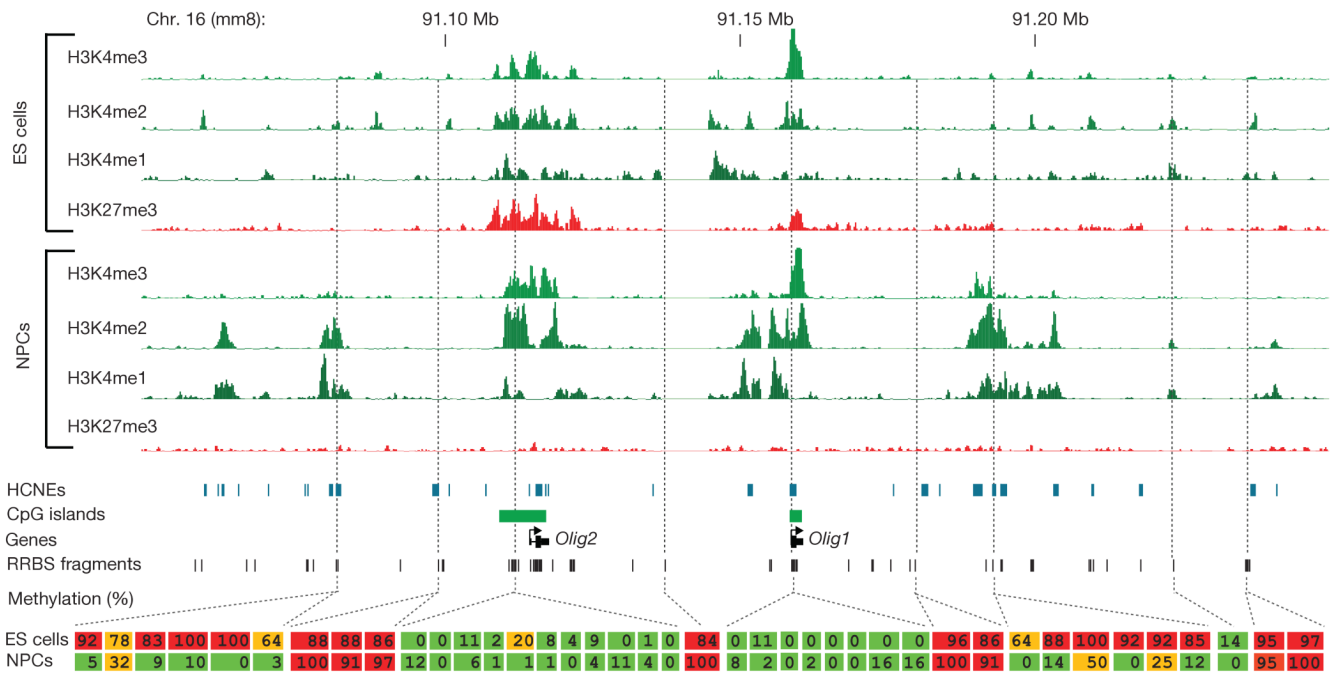 Chr. 16 (mm8): 91.10 Mb 91.15 Mb 91.20 Mb
ES cells
H3K4me3
H3K4me2
H3K4me1
H3K27me3
NPCs
H3K4me3
H3K4me2
H3K4me1
H3K27me3
HCNEs
CpG islands
Genes Olig2 Olig1
RRBS fragments
Methylation (%)
ES cells 92 78 83 100 100 64 88 88 86 0 0 11 2 20 8 4 9 0 1 0 84 0 11 0 0 0 0 0 0 96 86 64 88 100 92 92 85 14 95 97
NPCs 5 32 9 10 0 3 100 91 97 12 0 6 1 1 1 0 4 11 4 0 100 8 2 0 2 0 0 16 16 100 91 0 14 50 0 25 12 0 95 100